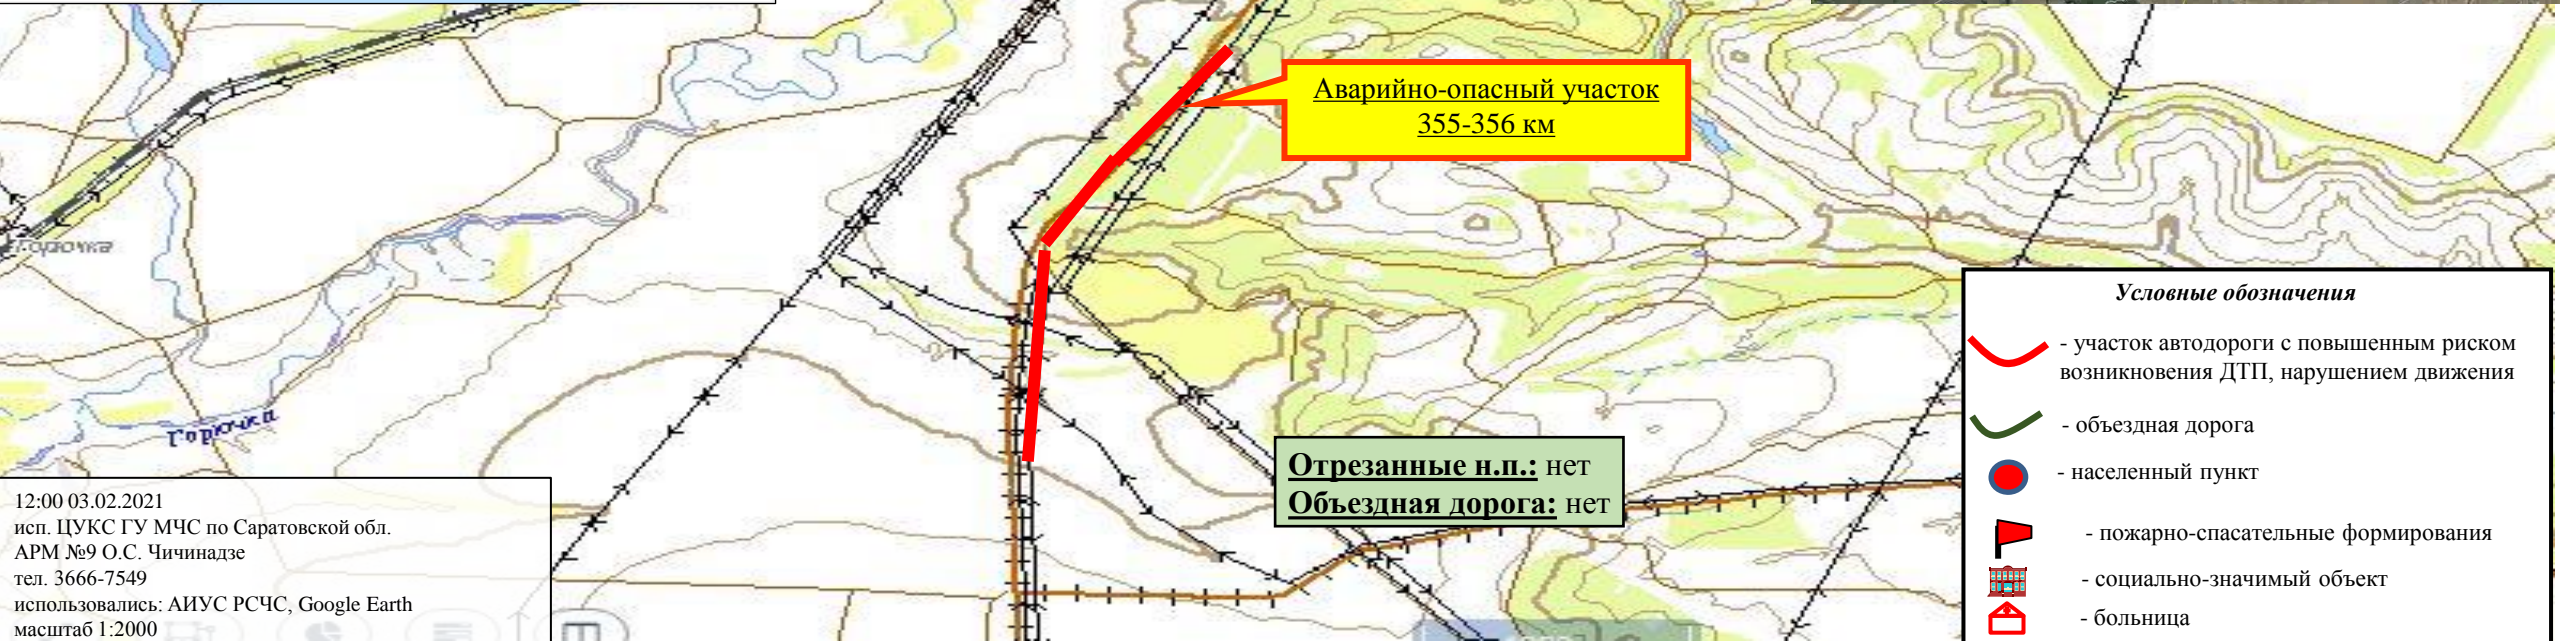 Аварийно-опасный участок
355-356 км
Горючка
Горючка
Отрезанные н.п.: нет
Объездная дорога: нет
12:00 03.02.2021
исп. ЦУКС ГУ МЧС по Саратовской обл.
АРМ №9 О.С. Чичинадзе
тел. 3666-7549
использовались: АИУС РСЧС, Google Earth
масштаб 1:2000
Условные обозначения
- участок автодороги с повышенным риском
возникновения ДТП, нарушением движения
- объездная дорога
- населенный пункт
- пожарно-спасательные формирования
- социально-значимый объект
- больница